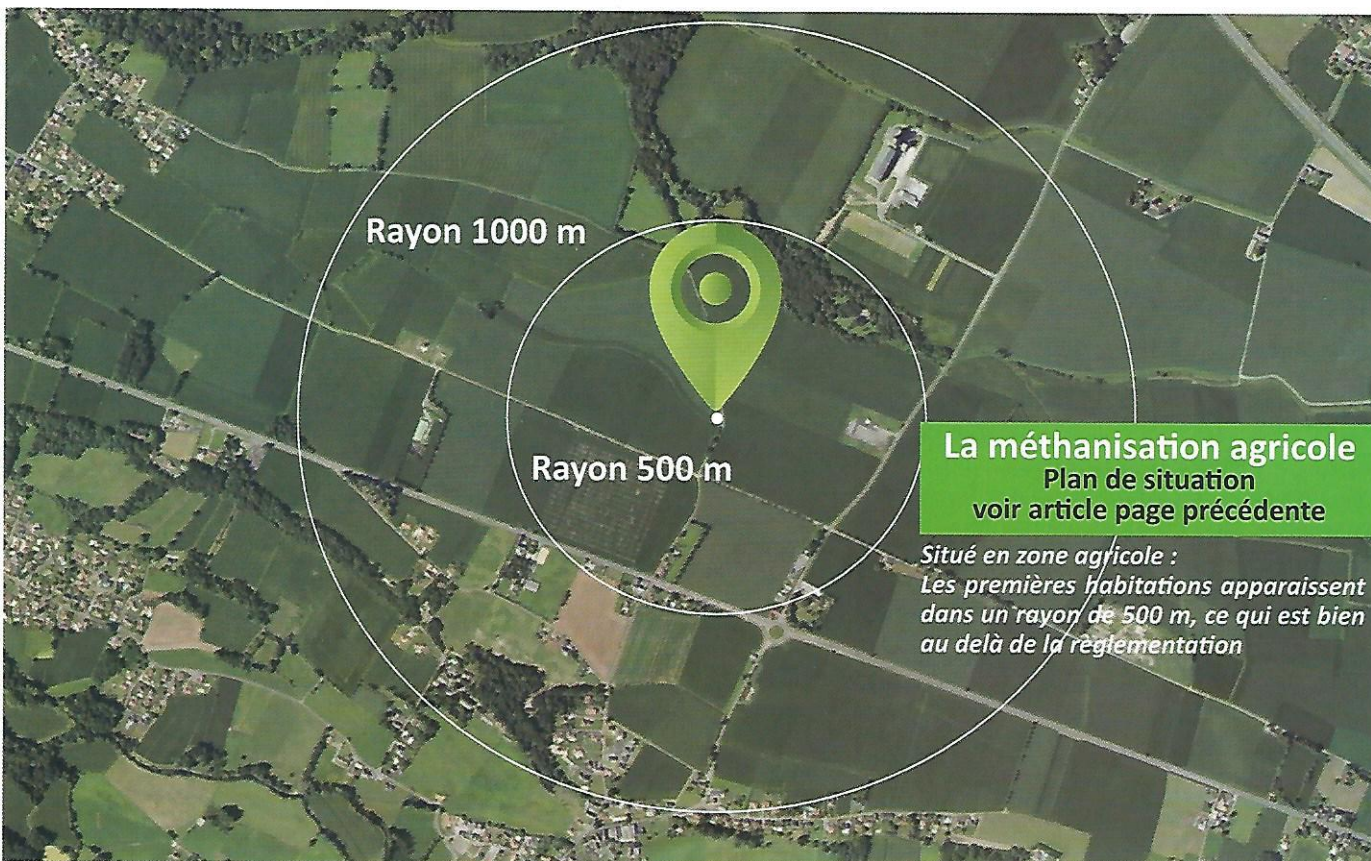 Rayon 1000 m
Rayon 500 m
La méthanisation agricole
Plan de situation
voir article page précédente
Situé en zone agricole :
Les premières habitations apparaissent
dans un rayon de 500 m, ce qui est bien
au delà de la règlementation